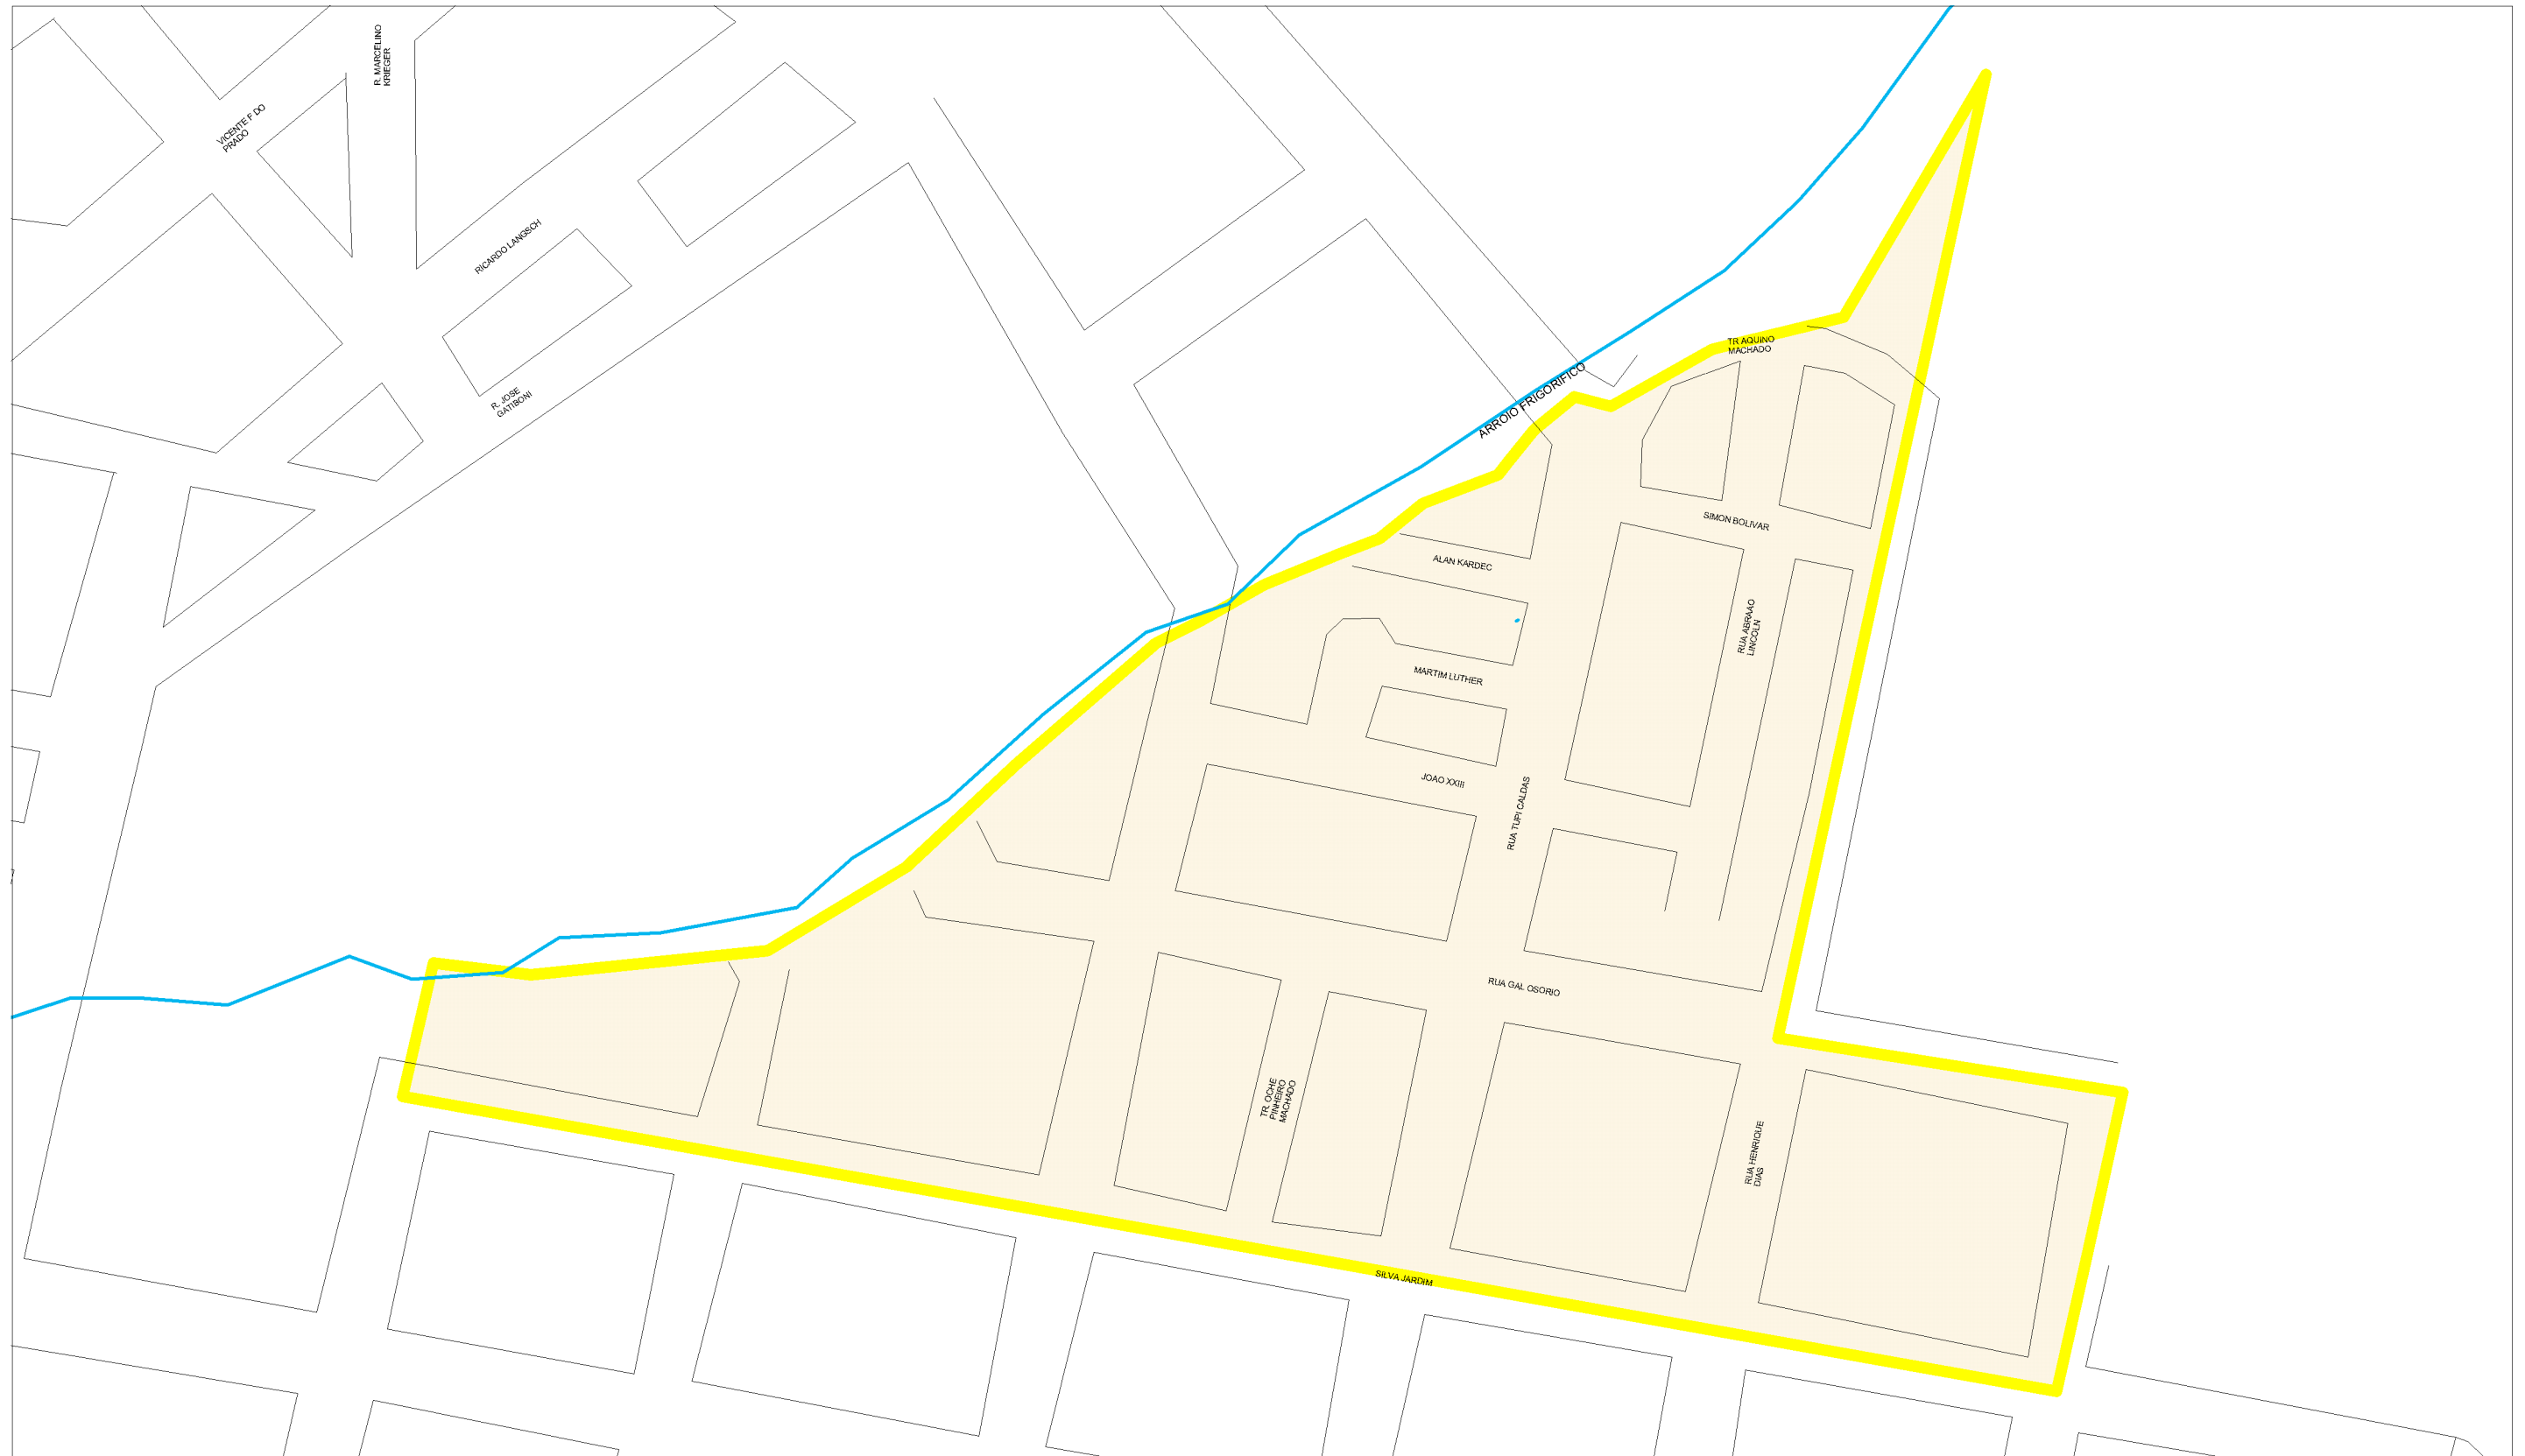 R. MARCELINO
KRIEGER
VICENTE F DO
PRADO
RICARDO LANGSCH
R. JOSE
GATIBONI
TR AQUINO
MACHADO
ARROIO FRIGORIFICO
SIMON BOLIVAR
ALAN KARDEC
RUA ABRAAO
LINCOLN
MARTIM LUTHER
JOAO XXIII
RUA TUPI CALDAS
RUA GAL OSORIO
TR. OCHE
PINHEIRO
MACHADO
RUA HENRIQUE
DIAS
SILVA JARDIM